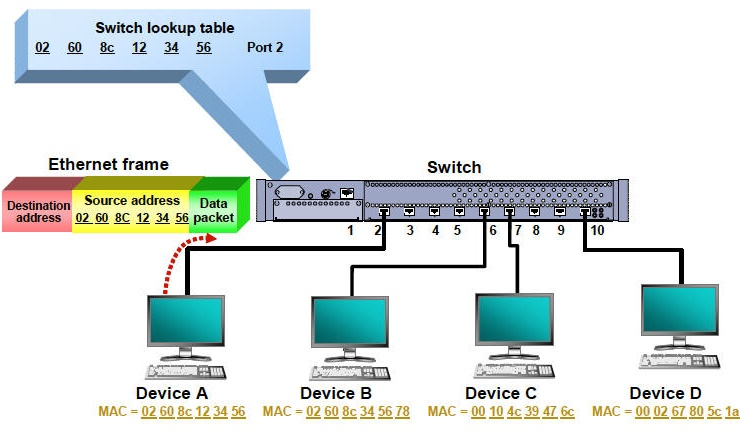 Switch lookup table
02 60 8c 12 34 56 Port 2
Ethernet frame
Switch
Destination
address
Source address
02 60 8C 12 34 56
Data
packet
1 2 3 4 5 6 7 8 9 10
Device A
MAC = 02 60 8c 12 34 56
Device B
MAC = 02 60 8c 34 56 78
Device C
MAC = 00 10 4c 39 47 6c
Device D
MAC = 00 02 67 80 5c 1a